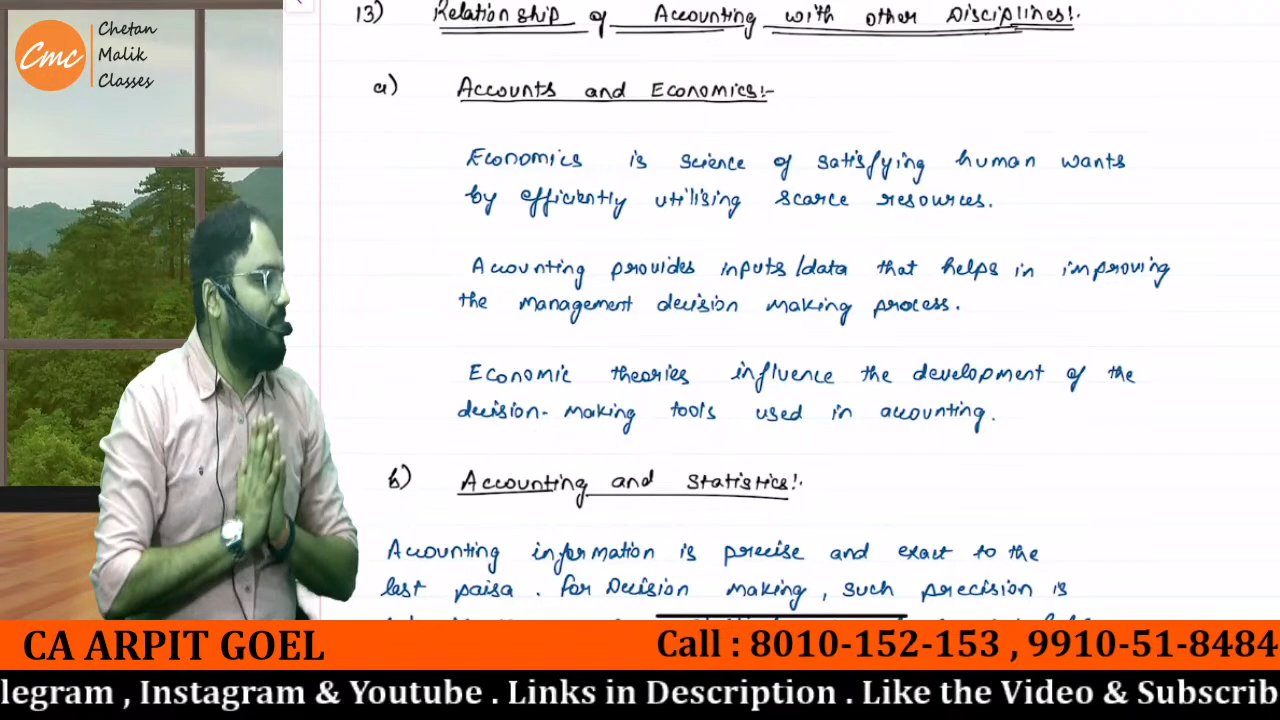 Cmc
Chetan
Malik
Classes
13) Relationship of Accounting with other Disciplines!.
a) Accounts and Economics:-
Economics is science of satisfying human wants
by efficiently utilising scarce resources.
Accounting provides inputs/data that helps in improving
the management decision making process.
Economic theories influence the development of the
decision-making tools used in accounting.
b) Accounting and Statistics!.
Accounting information is precise and exact to the
last paisa. For Decision Making, such precision is
CA ARPIT GOEL
Call : 8010-152-153 , 9910-51-8484
legram , Instagram & Youtube . Links in Description . Like the Video & Subscrib